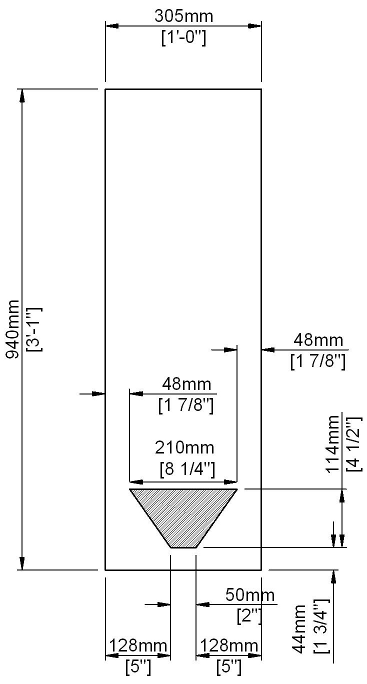 305mm
[1'-0"]
940mm
[3'-1"]
48mm
[1 7/8"]
48mm
[1 7/8"]
114mm
[4 1/2"]
210mm
[8 1/4"]
50mm
[2"]
44mm
[1 3/4"]
128mm
[5"]
128mm
[5"]